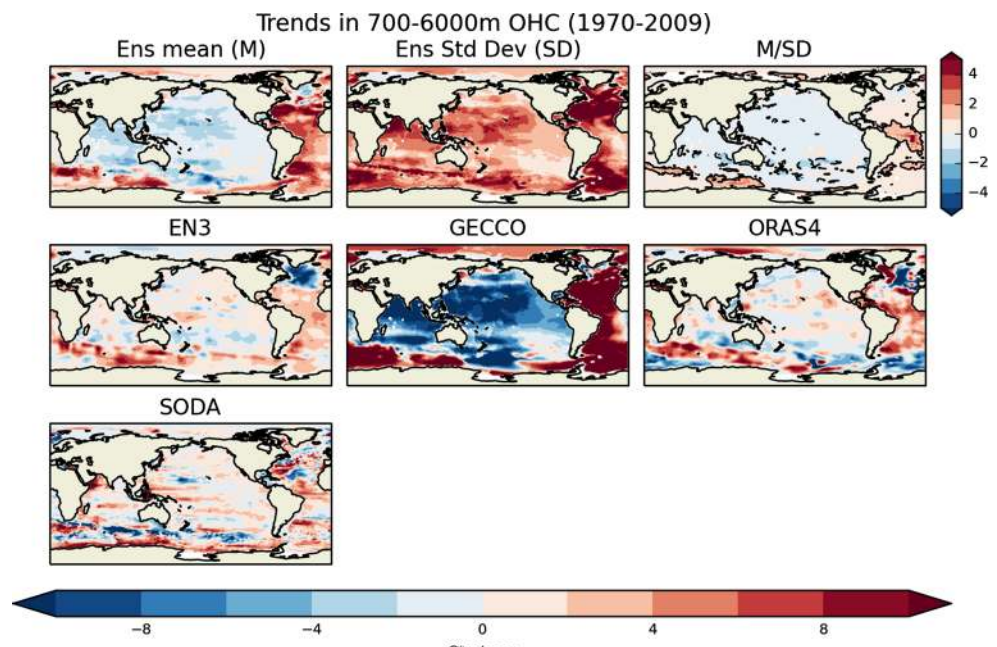 Trends in 700-6000m OHC (1970-2009)
Ens mean (M) Ens Std Dev (SD) M/SD
4
2
0
−2
−4
EN3 GECCO ORAS4
SODA
−8 −4 0 4 8